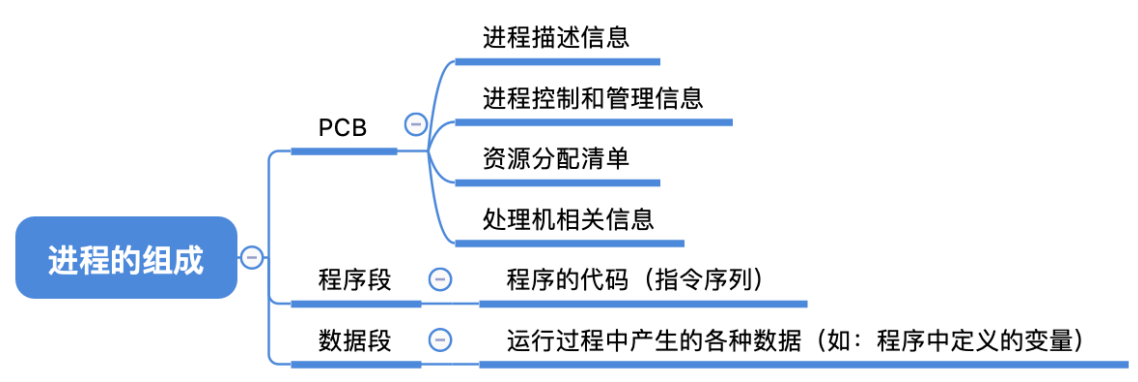 进程的组成
PCB
进程描述信息
进程控制和管理信息
资源分配清单
处理机相关信息
程序段
程序的代码（指令序列）
数据段
运行过程中产生的各种数据（如：程序中定义的变量）